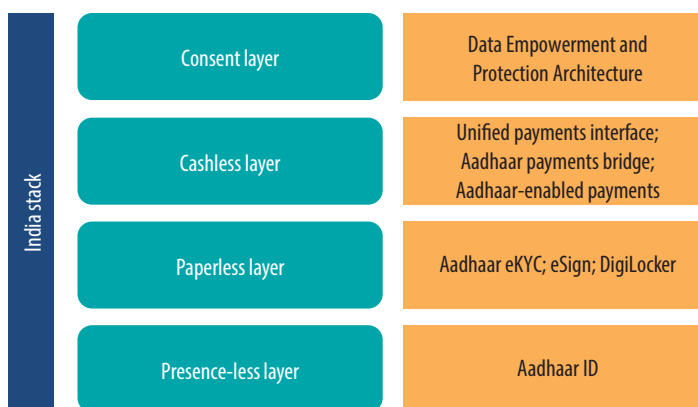 India stack
Consent layer
Data Empowerment and
Protection Architecture
Cashless layer
Unified payments interface;
Aadhaar payments bridge;
Aadhaar-enabled payments
Paperless layer
Aadhaar eKYC; eSign; DigiLocker
Presence-less layer
Aadhaar ID